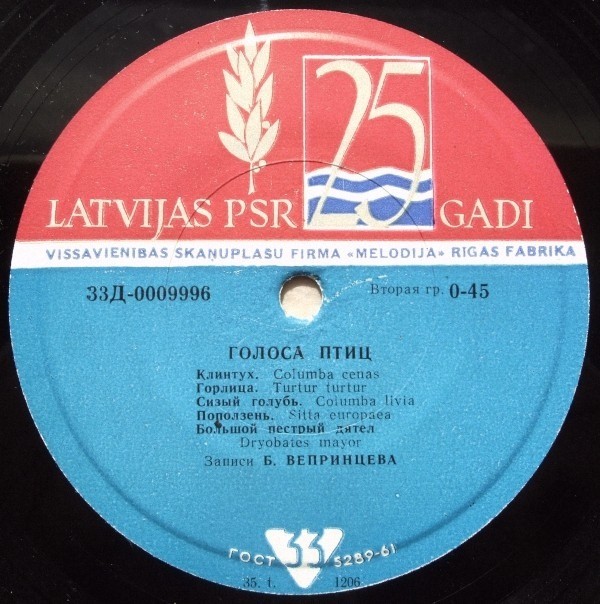 25
LATVIJAS PSR GADI
VISSAVIENĪBAS SKAŅUPLAŠU FIRMA «MELODIJA» RĪGAS FABRIKA
33Д-0009996 Вторая гр. 0-45
ГОЛОСА ПТИЦ
Клинтух. Columba cenas
Горлица. Turtur turtur
Сизый голубь. Columba livia
Поползень. Sitta europaea
Большой пестрый дятел
Dryobates mayor
Записи Б. ВЕПРИНЦЕВА
ГОСТ 33 5289-61
35. t. 1206